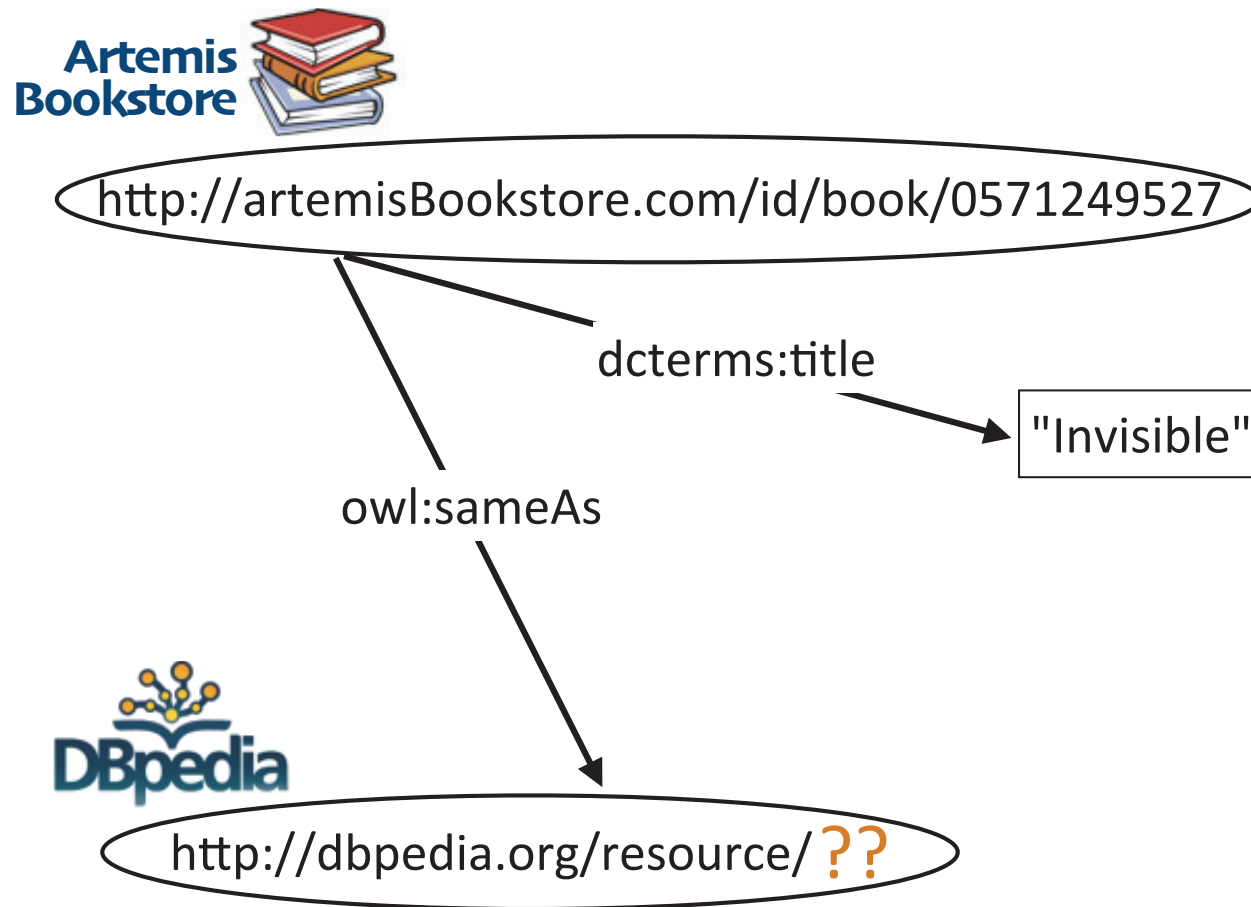 Artemis
Bookstore
http://artemisBookstore.com/id/book/0571249527
dcterms:title
"Invisible"
owl:sameAs
DBpedia
http://dbpedia.org/resource/??